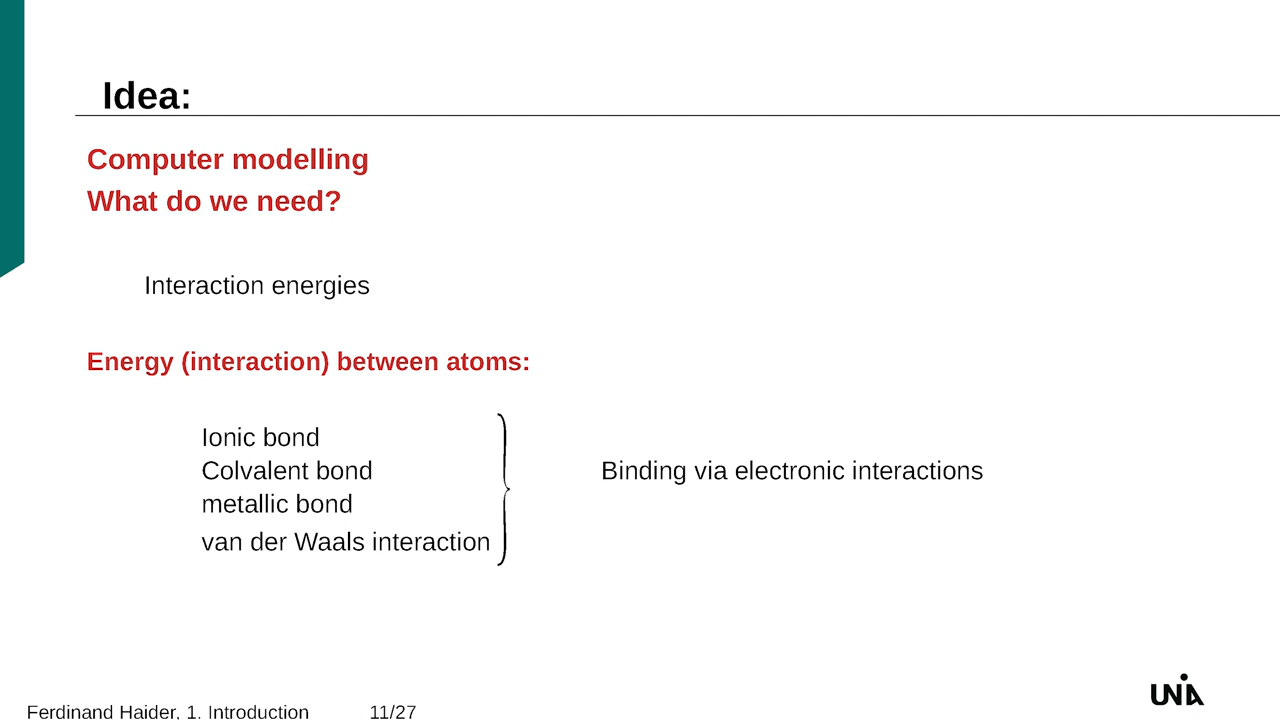 Idea:
Computer modelling
What do we need?
Interaction energies
Energy (interaction) between atoms:
Ionic bond
Colvalent bond
metallic bond
van der Waals interaction
Binding via electronic interactions
Ferdinand Haider, 1. Introduction 11/27
UNIA